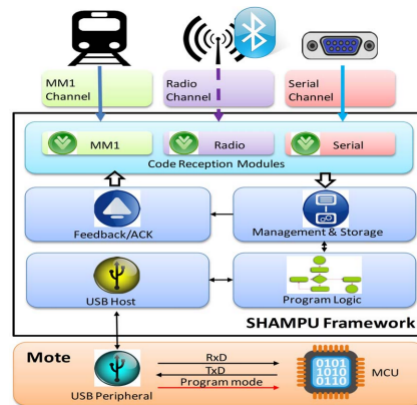 MM1
Channel
Radio
Channel
Serial
Channel
MM1
Radio
Serial
Code Reception Modules
Feedback/ACK
Management & Storage
USB Host
Program Logic
SHAMPU Framework
Mote
USB Peripheral
RxD
TxD
Program mode
0101
1010
0110
MCU